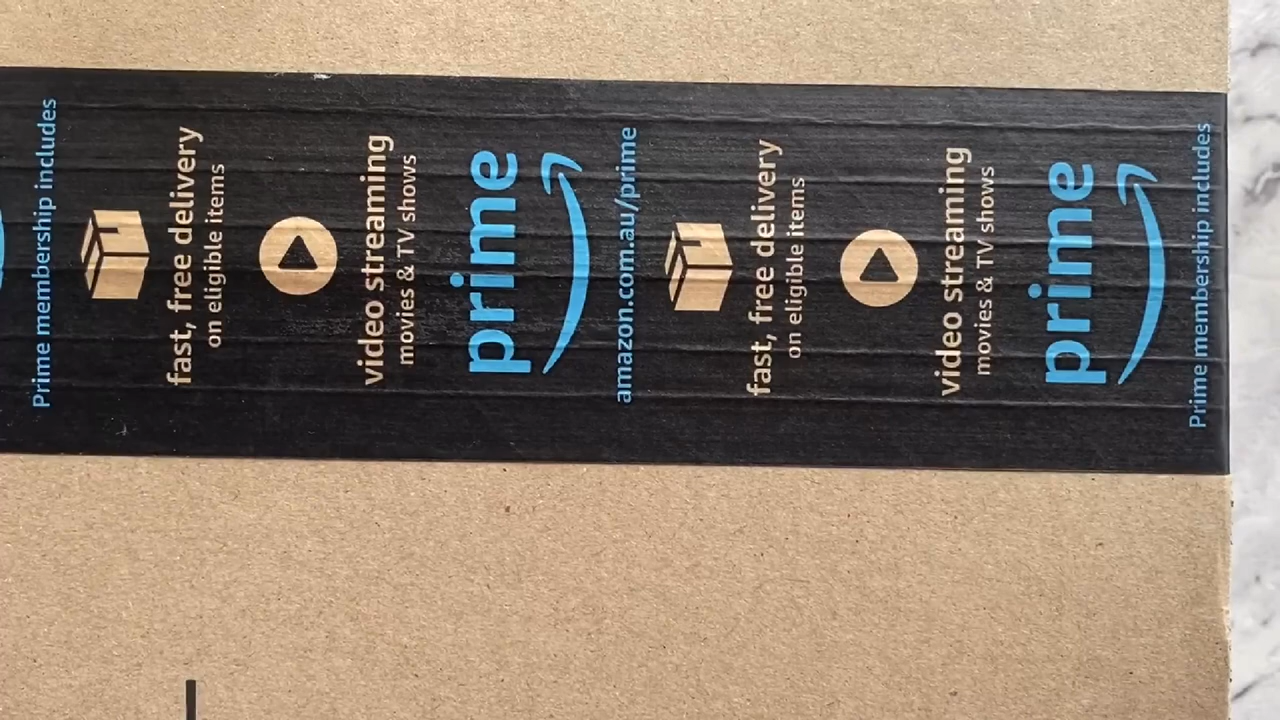 Prime membership includes
fast, free delivery
on eligible items
video streaming
movies & TV shows
prime
amazon.com.au/prime
fast, free delivery
on eligible items
video streaming
movies & TV shows
prime
Prime membership includes